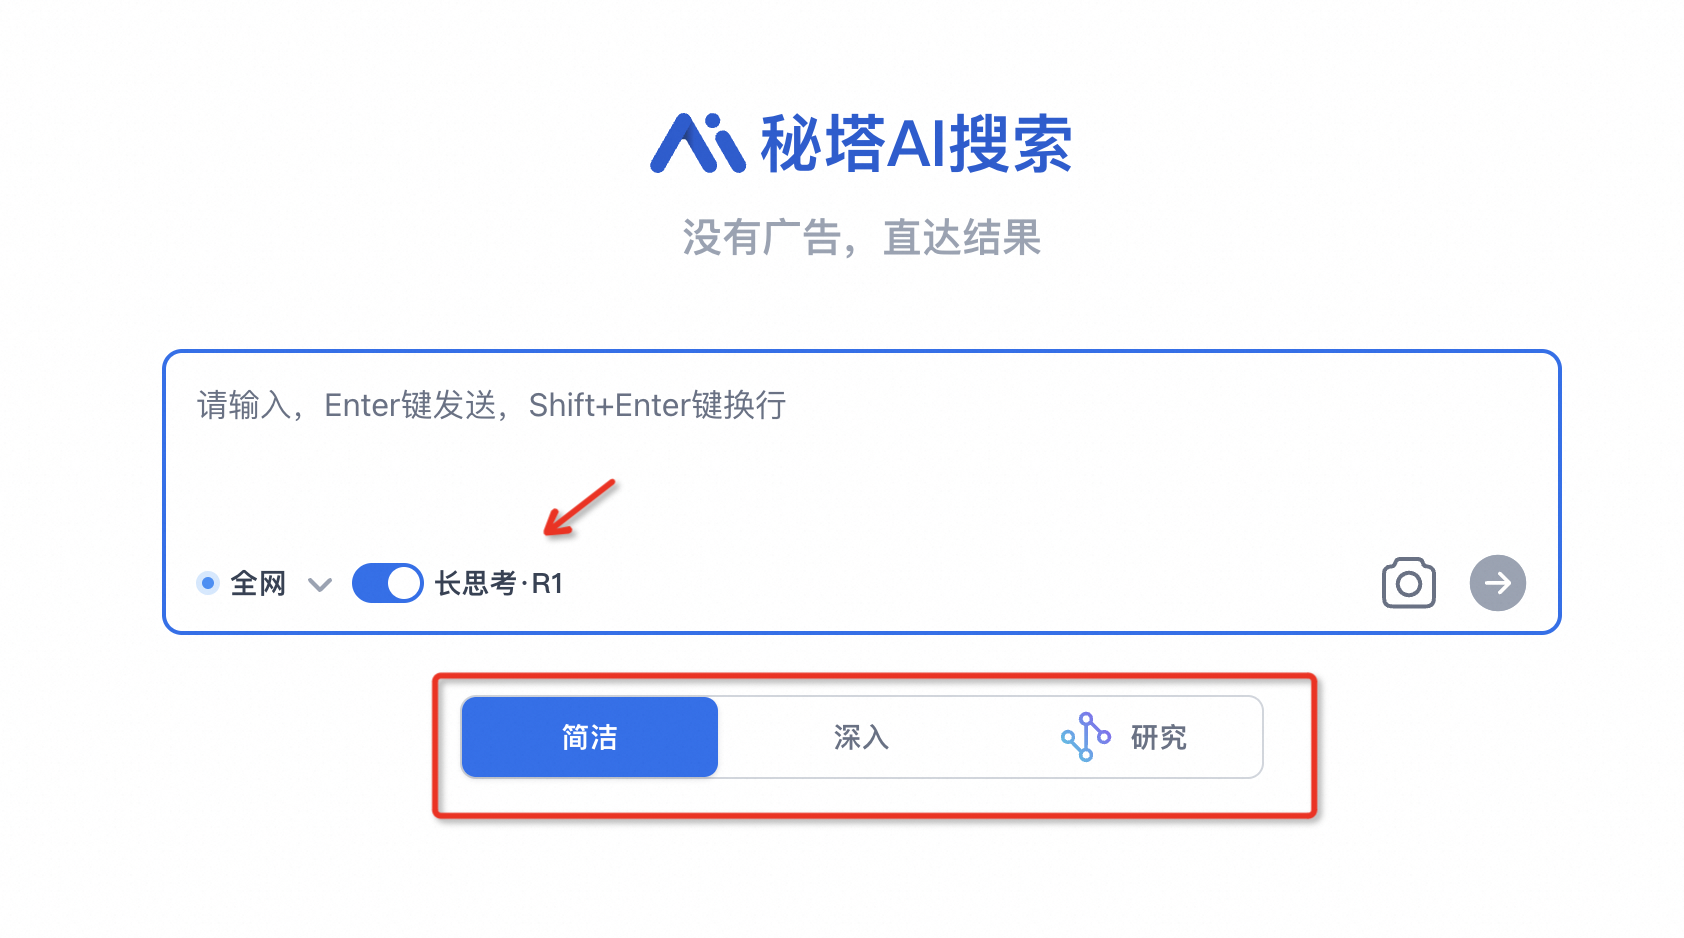 秘塔AI搜索
没有广告，直达结果
请输入，Enter键发送，Shift+Enter键换行
全网 长思考·R1
简洁 深入 研究